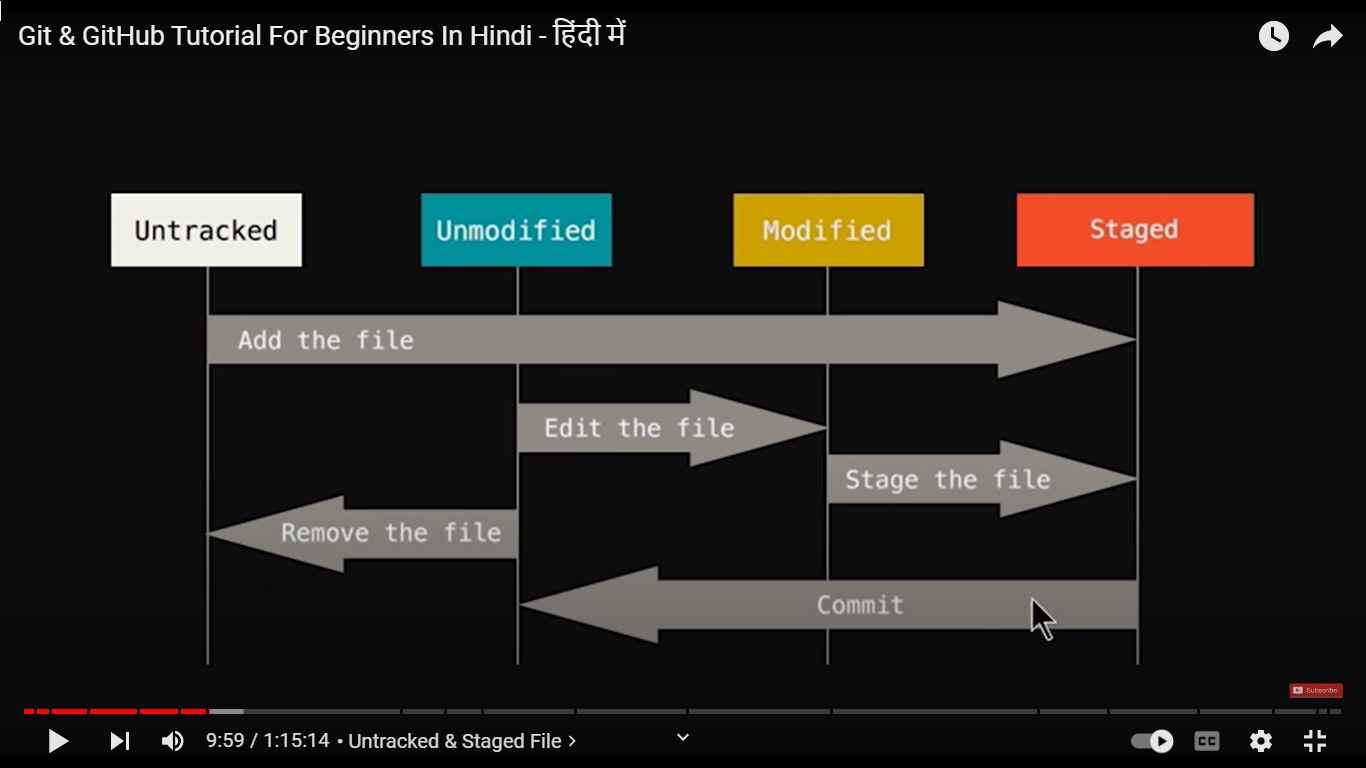 Git & GitHub Tutorial For Beginners In Hindi - हिंदी में
Untracked
Unmodified
Modified
Staged
Add the file
Edit the file
Stage the file
Remove the file
Commit
Subscribe
9:59 / 1:15:14 • Untracked & Staged File >
CC